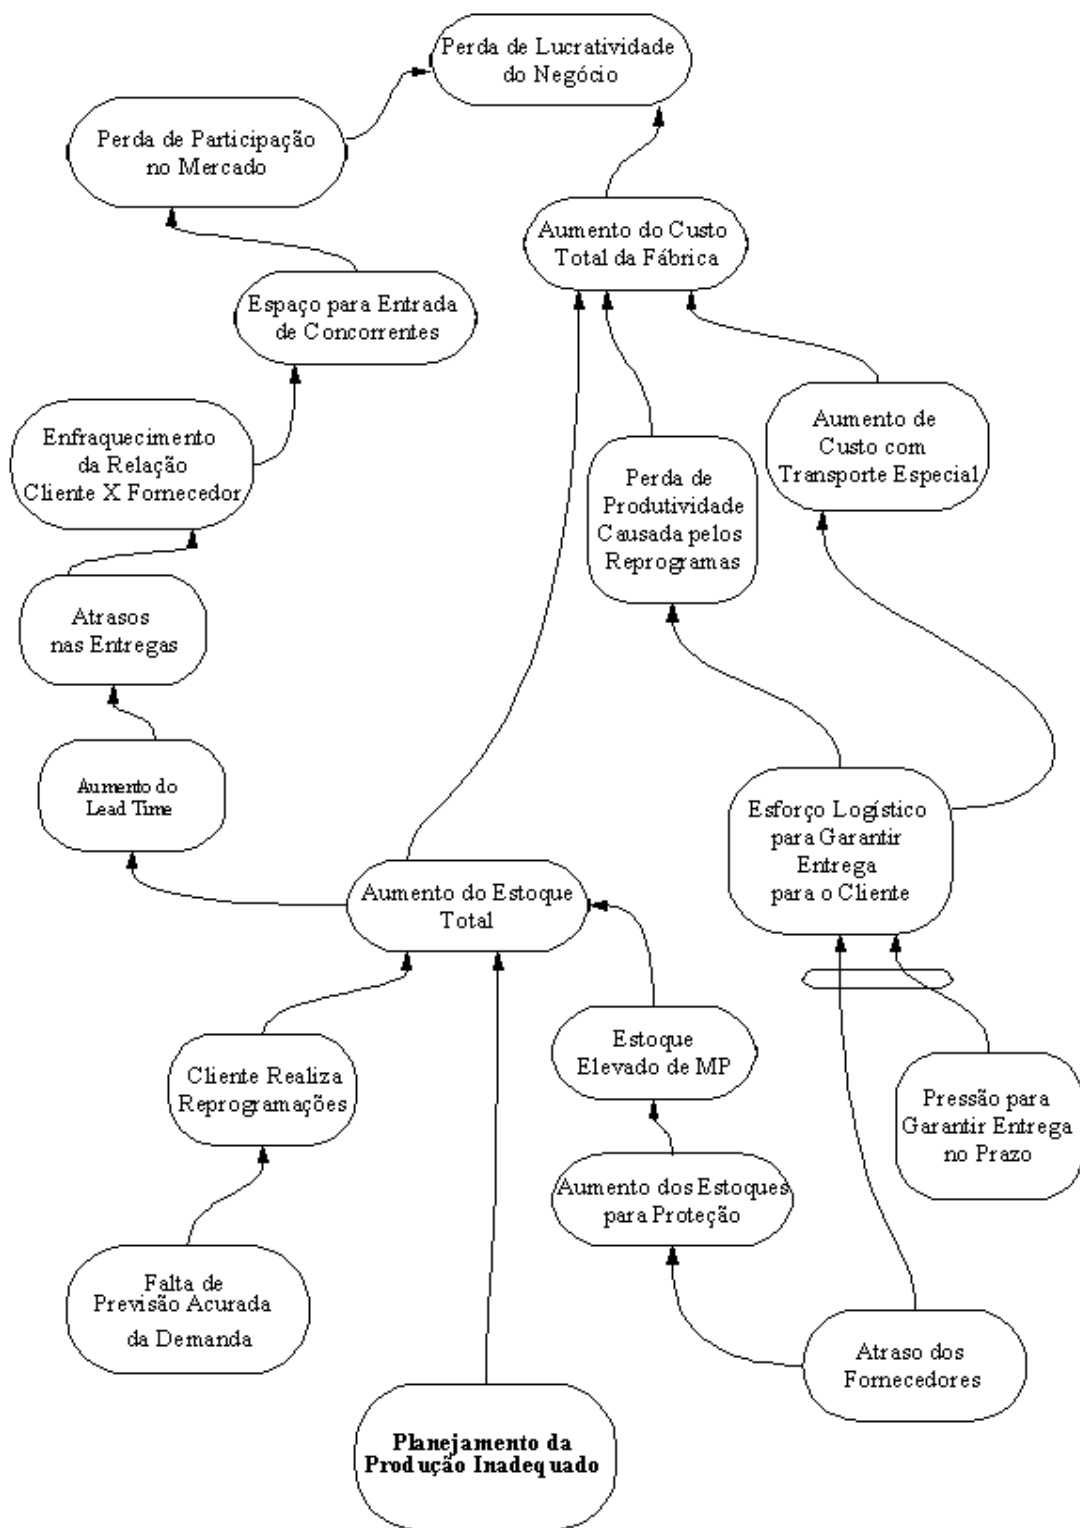 Perda de Lucratividade
do Negócio
Perda de Participação
no Mercado
Aumento do Custo
Total da Fábrica
Espaço para Entrada
de Concorrentes
Enfraquecimento
da Relação
Cliente X Fornecedor
Aumento de
Custo com
Transporte Especial
Perda de
Produtividade
Causada pelos
Reprogramas
Atrasos
nas Entregas
Aumento do
Lead Time
Esforço Logístico
para Garantir
Entrega
para o Cliente
Aumento do Estoque
Total
Estoque
Elevado de MP
Cliente Realiza
Reprogramações
Pressão para
Garantir Entrega
no Prazo
Aumento dos Estoques
para Proteção
Falta de
Previsão Acurada
da Demanda
Atraso dos
Fornecedores
Planejamento da
Produção Inadequado